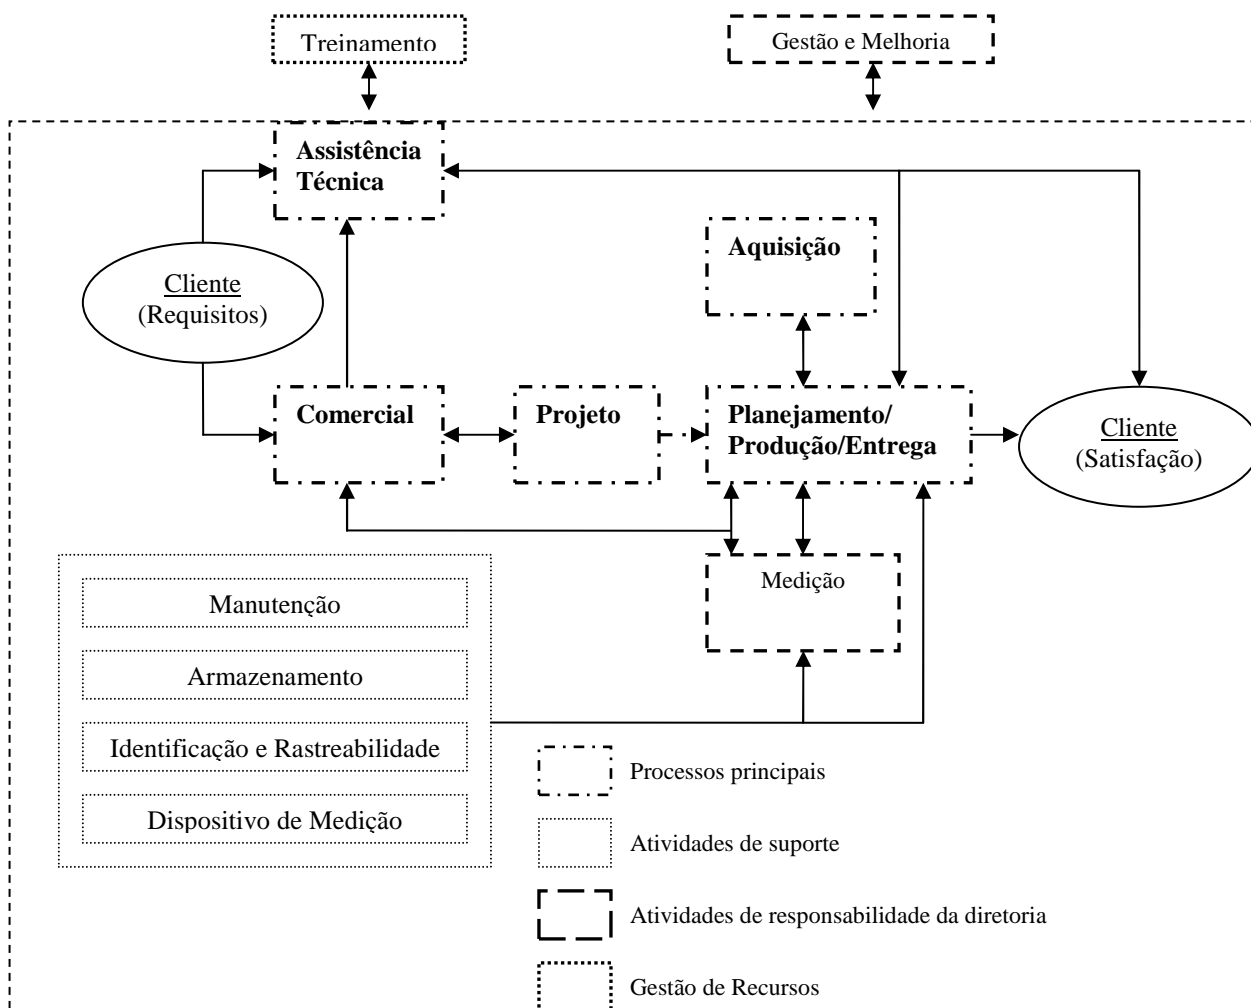 Treinamento
Gestão e Melhoria
Assistência
Técnica
Aquisição
Cliente
(Requisitos)
Comercial
Projeto
Planejamento/
Produção/Entrega
Cliente
(Satisfação)
Medição
Manutenção
Armazenamento
Identificação e Rastreabilidade
Dispositivo de Medição
Processos principais
Atividades de suporte
Atividades de responsabilidade da diretoria
Gestão de Recursos